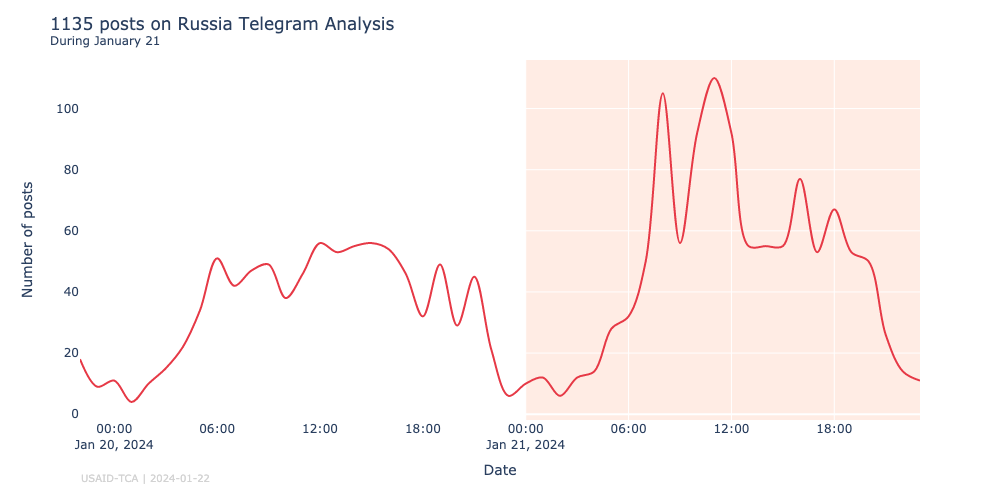 1135 posts on Russia Telegram Analysis
During January 21
Number of posts
100
80
60
40
20
0
00:00 06:00 12:00 18:00 00:00 06:00 12:00 18:00
Jan 20, 2024 Jan 21, 2024
Date
USAID-TCA | 2024-01-22